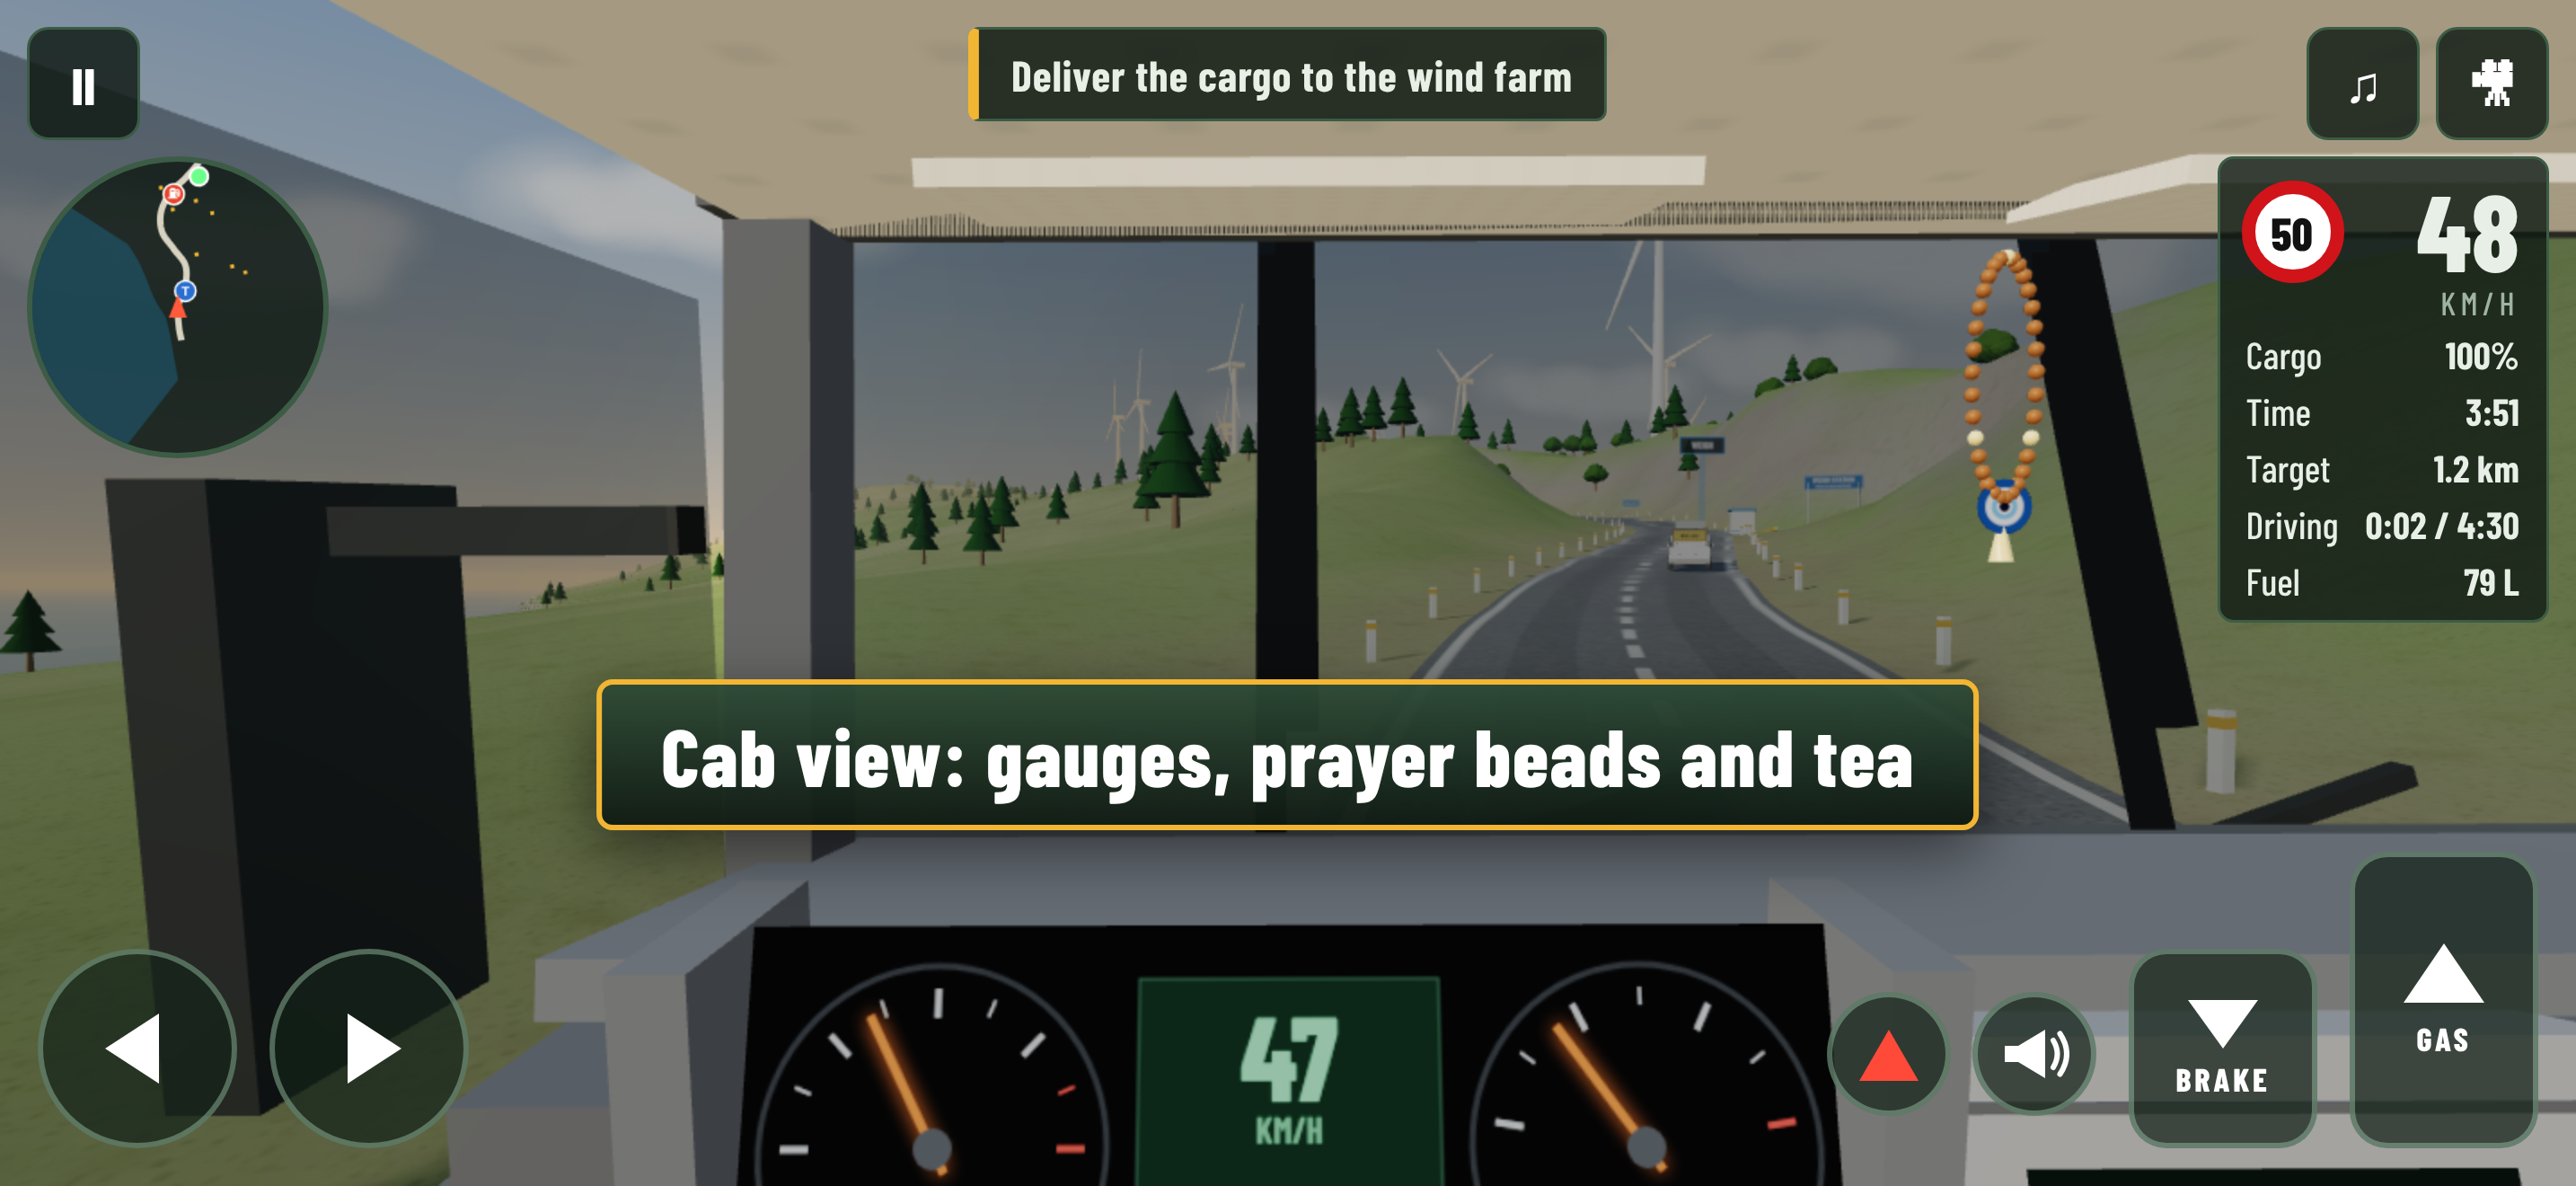 Deliver the cargo to the wind farm
50
48
KM/H
Cargo 100%
Time 3:51
Target 1.2 km
Driving 0:02 / 4:30
Fuel 79 L
T
Cab view: gauges, prayer beads and tea
47
KM/H
BRAKE
GAS